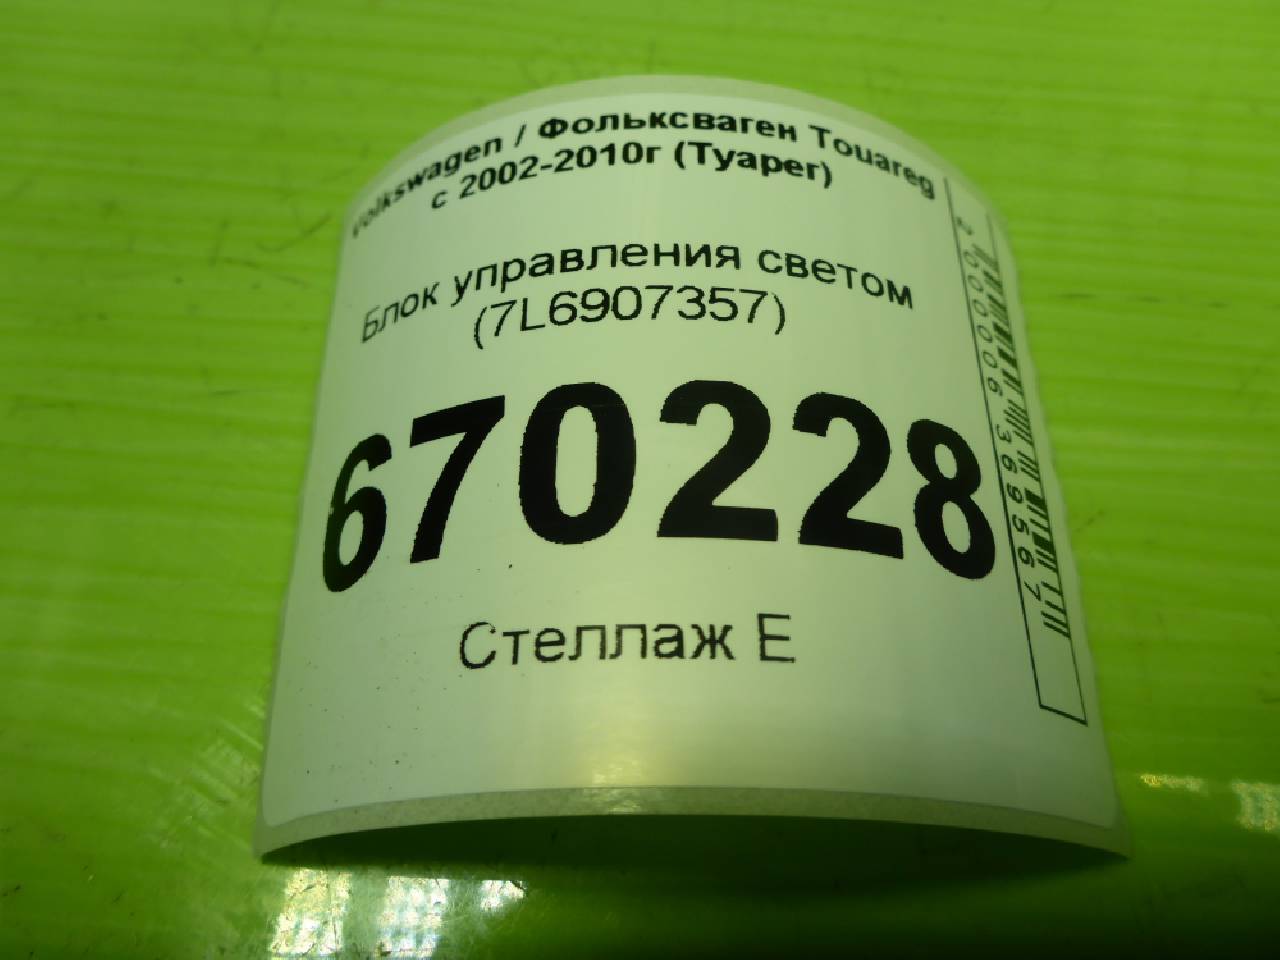 Volkswagen / Фольксваген Touareg
с 2002-2010г (Туарег)
Блок управления светом
(7L6907357)
670228
Стеллаж Е
2000006369567